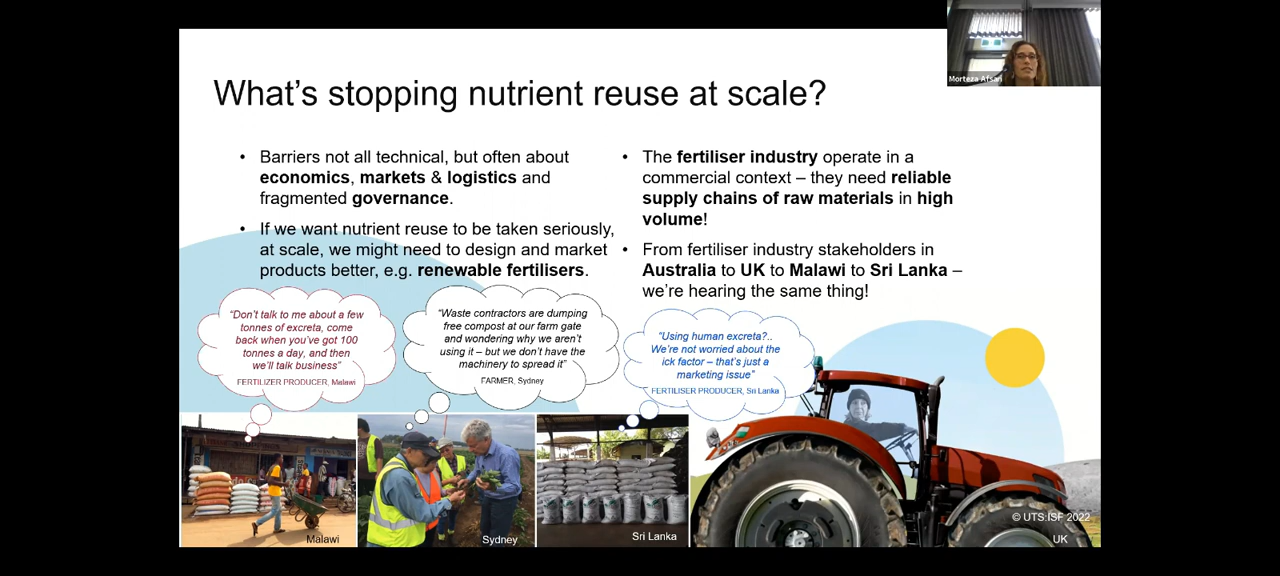 Morteza Afsari
What's stopping nutrient reuse at scale?
• Barriers not all technical, but often about
economics, markets & logistics and
fragmented governance.
• If we want nutrient reuse to be taken seriously,
at scale, we might need to design and market
products better, e.g. renewable fertilisers.
• The fertiliser industry operate in a
commercial context – they need reliable
supply chains of raw materials in high
volume!
• From fertiliser industry stakeholders in
Australia to UK to Malawi to Sri Lanka –
we're hearing the same thing!
"Don't talk to me about a few
tonnes of excreta, come
back when you've got 100
tonnes a day, and then
we'll talk business"
FERTILIZER PRODUCER, Malawi
"Waste contractors are dumping
free compost at our farm gate
and wondering why we aren't
using it – but we don't have the
machinery to spread it"
FARMER, Sydney
"Using human excreta?..
We're not worried about the
ick factor – that's just a
marketing issue"
FERTILISER PRODUCER, Sri Lanka
Malawi
Sydney
Sri Lanka
© UTS:ISF 2022
UK